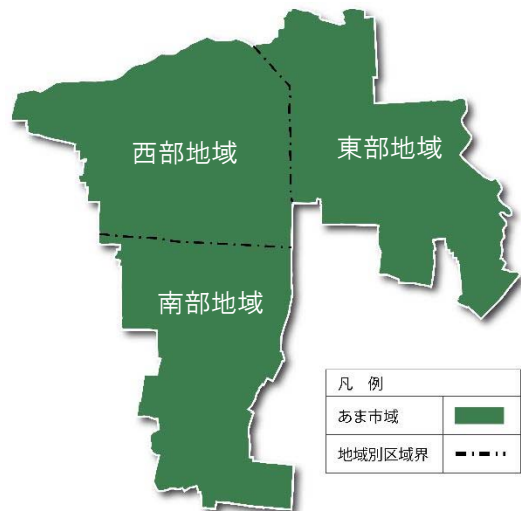 西部地域
東部地域
南部地域
凡 例
あま市域
地域別区域界